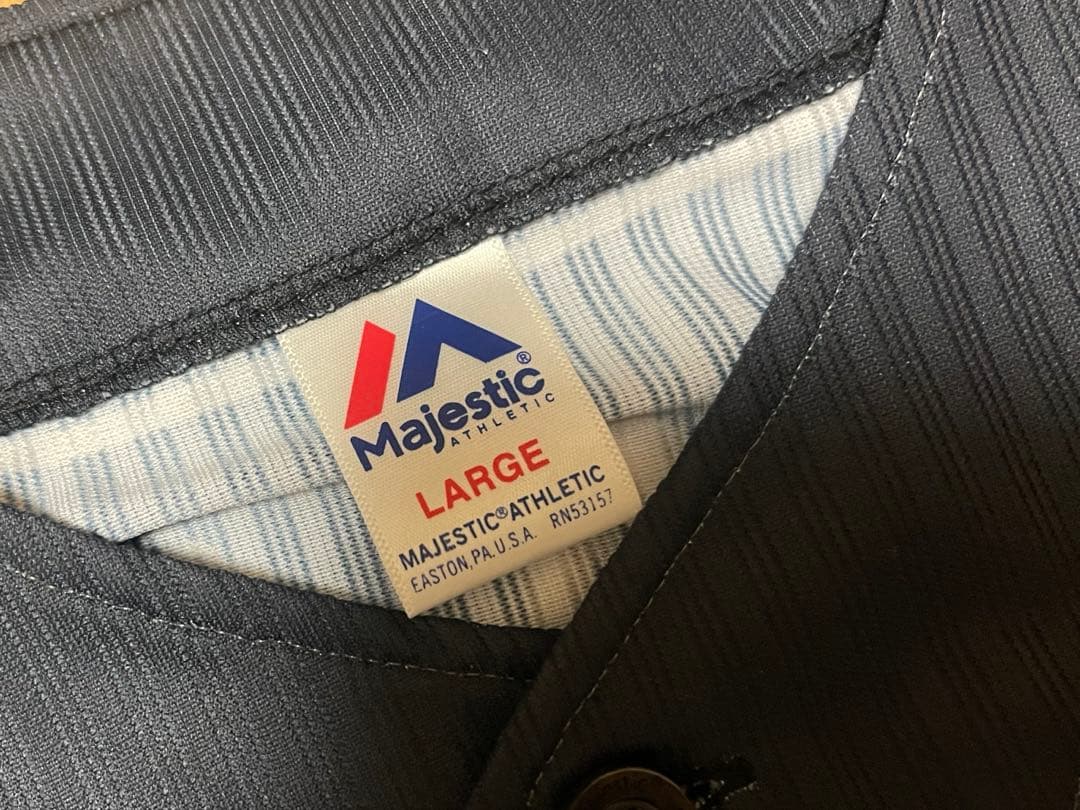 Majestic®
ATHLETIC
LARGE
MAJESTIC®ATHLETIC
EASTON,PA.U.S.A. RN53157